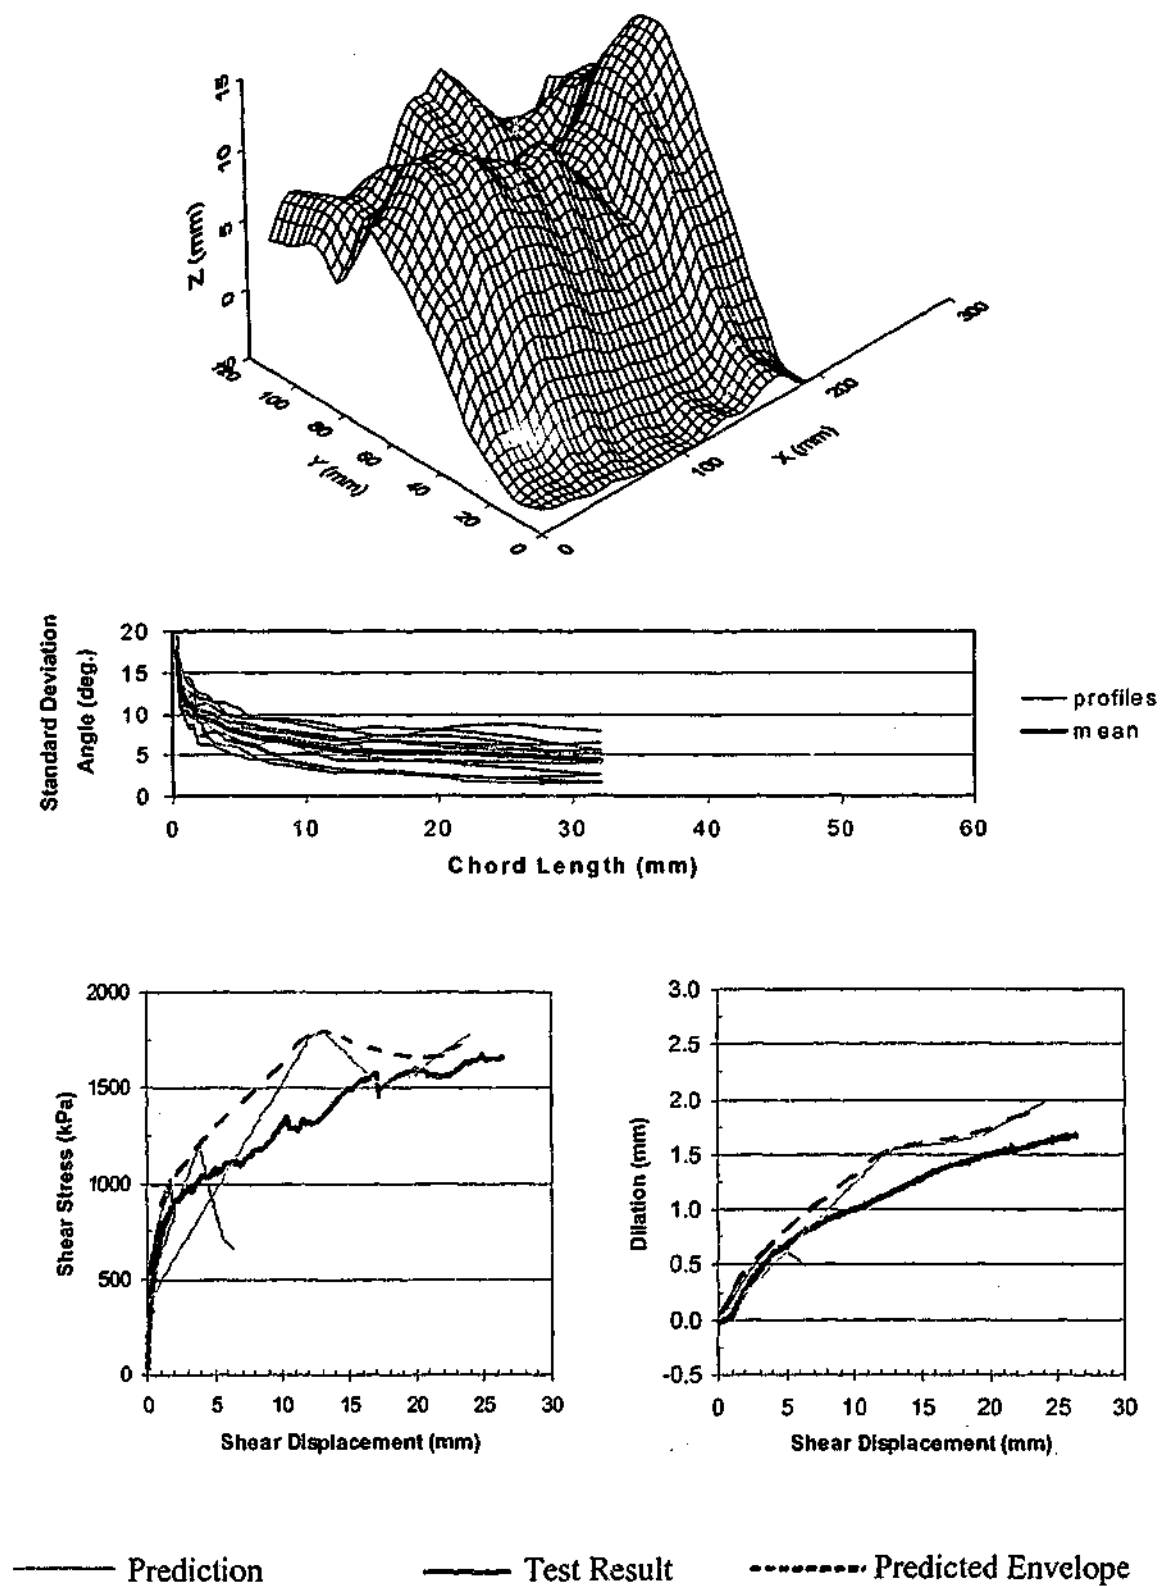 15
10
5
0
Z (mm)
120
100
80
60
40
20
0
Y (mm)
0
100
200
300
X (mm)
Standard Deviation
Angle (deg.)
20
15
10
5
0
0 10 20 30 40 50 60
Chord Length (mm)
profiles
mean
2000
1500
1000
500
0
Shear Stress (kPa)
0 5 10 15 20 25 30
Shear Displacement (mm)
3.0
2.5
2.0
1.5
1.0
0.5
0.0
-0.5
Dilation (mm)
0 5 10 15 20 25 30
Shear Displacement (mm)
Prediction Test Result Predicted Envelope